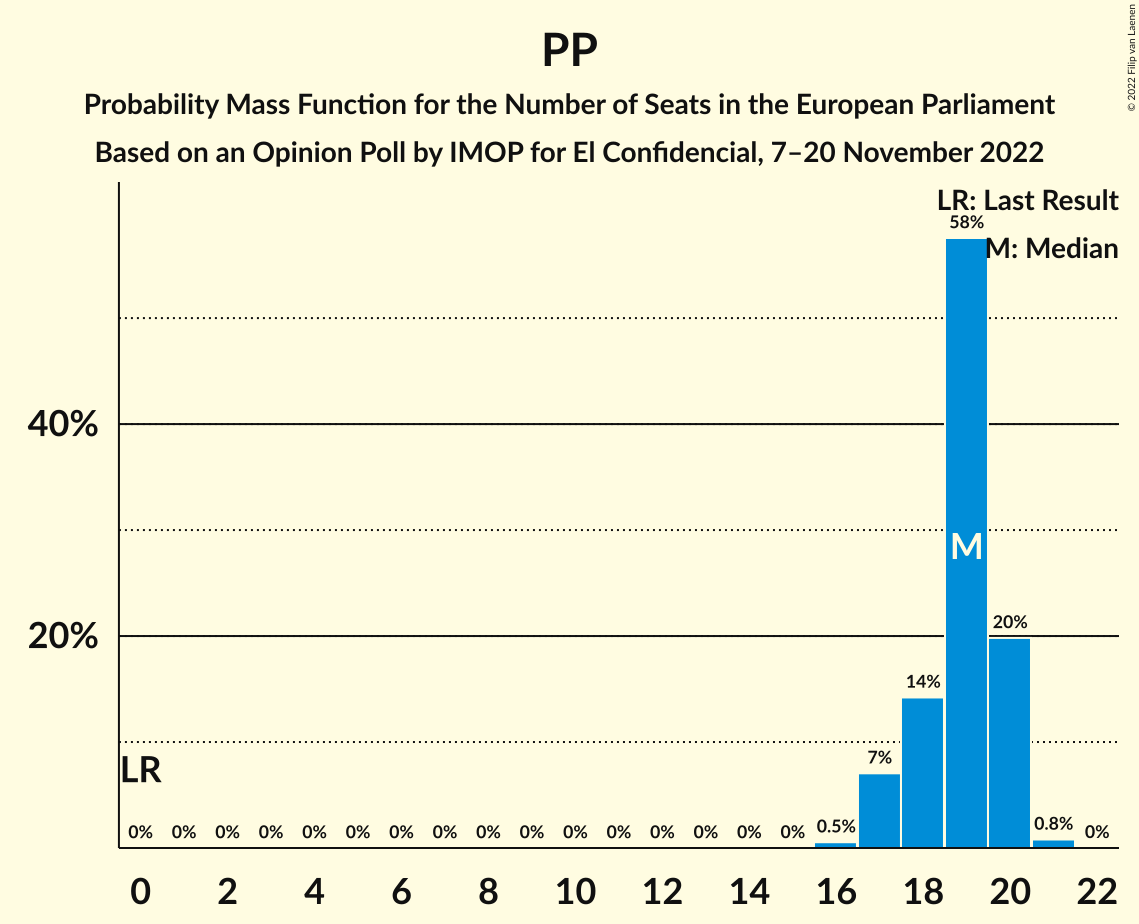 PP
Probability Mass Function for the Number of Seats in the European Parliament
Based on an Opinion Poll by IMOP for El Confidencial, 7–20 November 2022
© 2022 Filip van Laenen
LR: Last Result
M: Median
58%
40%
20%
M
LR
0% 0% 0% 0% 0% 0% 0% 0% 0% 0% 0% 0% 0% 0% 0% 0% 0.5% 7% 14% 20% 0.8% 0%
0 2 4 6 8 10 12 14 16 18 20 22